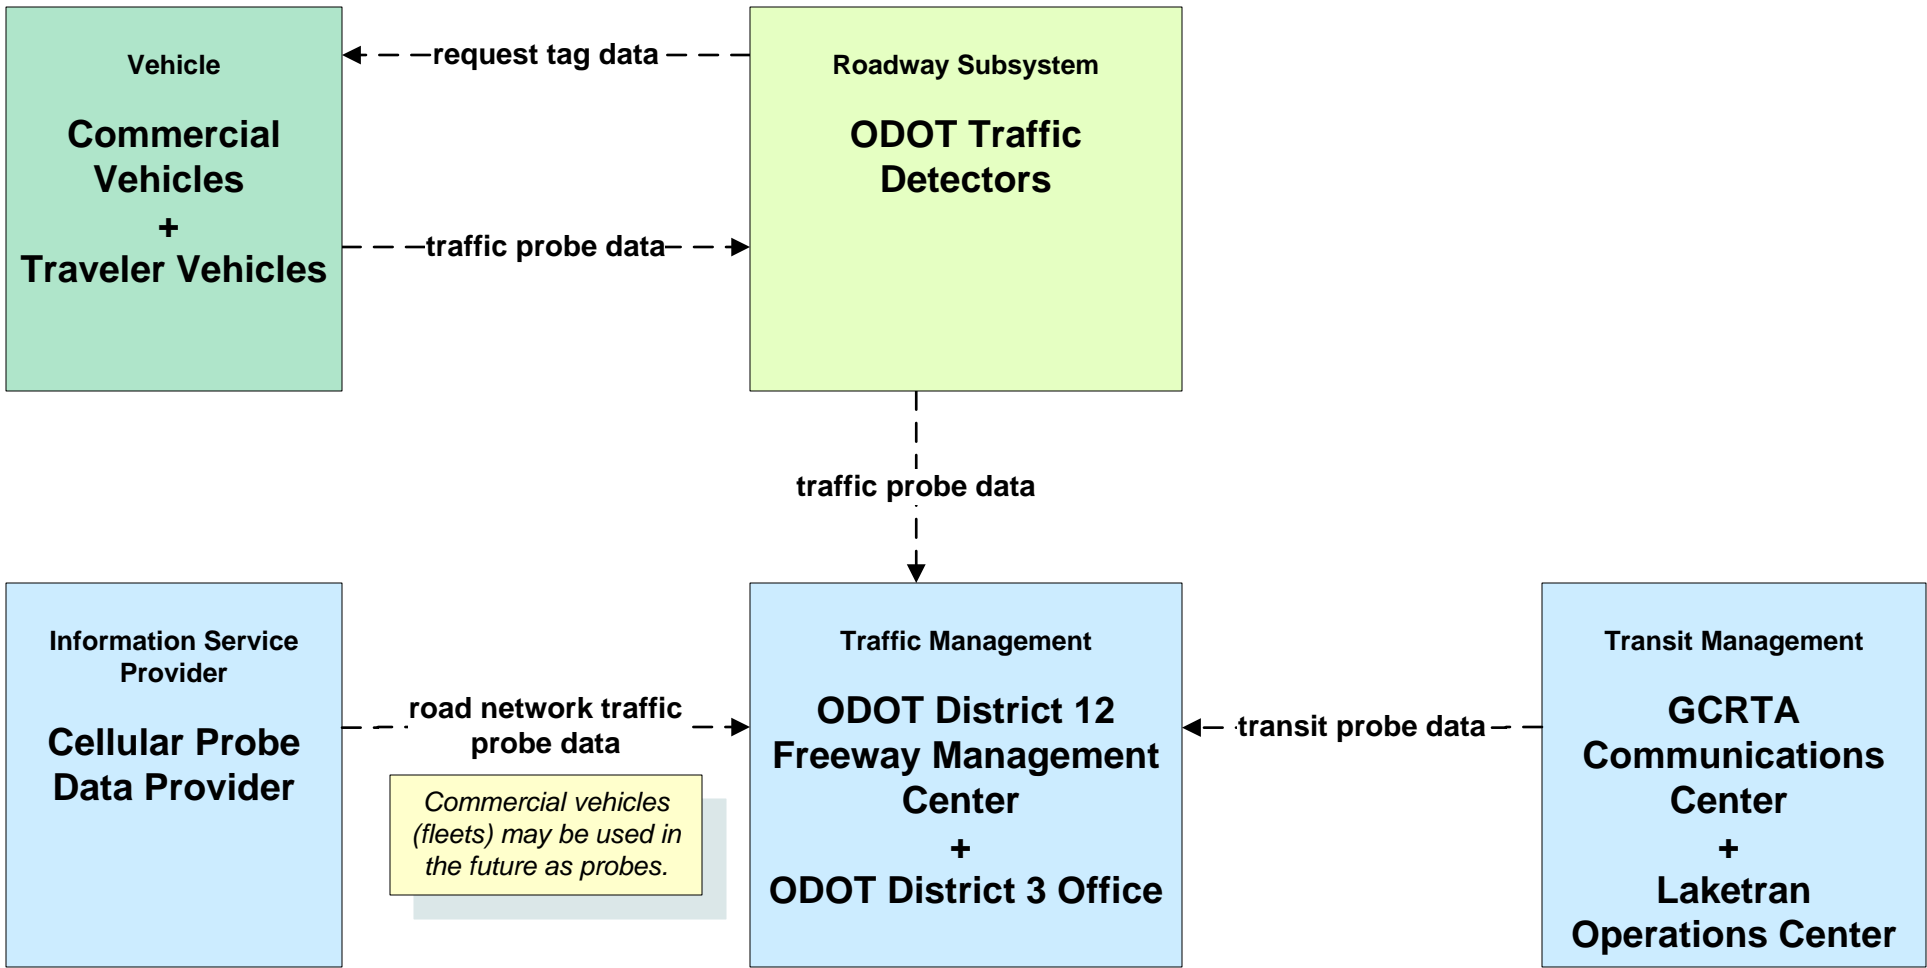 Vehicle
Commercial
Vehicles
+
Traveler Vehicles
request tag data
traffic probe data
Roadway Subsystem
ODOT Traffic
Detectors
traffic probe data
Information Service
Provider
Cellular Probe
Data Provider
road network traffic
probe data
Commercial vehicles
(fleets) may be used in
the future as probes.
Traffic Management
ODOT District 12
Freeway Management
Center
+
ODOT District 3 Office
transit probe data
Transit Management
GCRTA
Communications
Center
+
Laketran
Operations Center